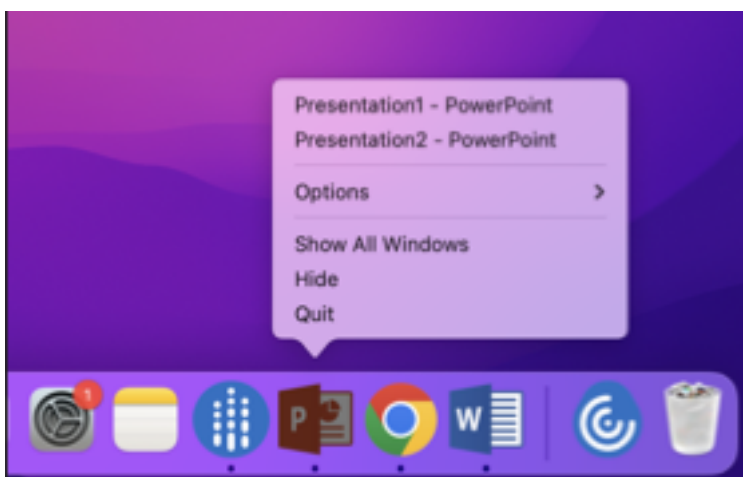 Presentation1 - PowerPoint
Presentation2 - PowerPoint
Options
Show All Windows
Hide
Quit
1
P
W